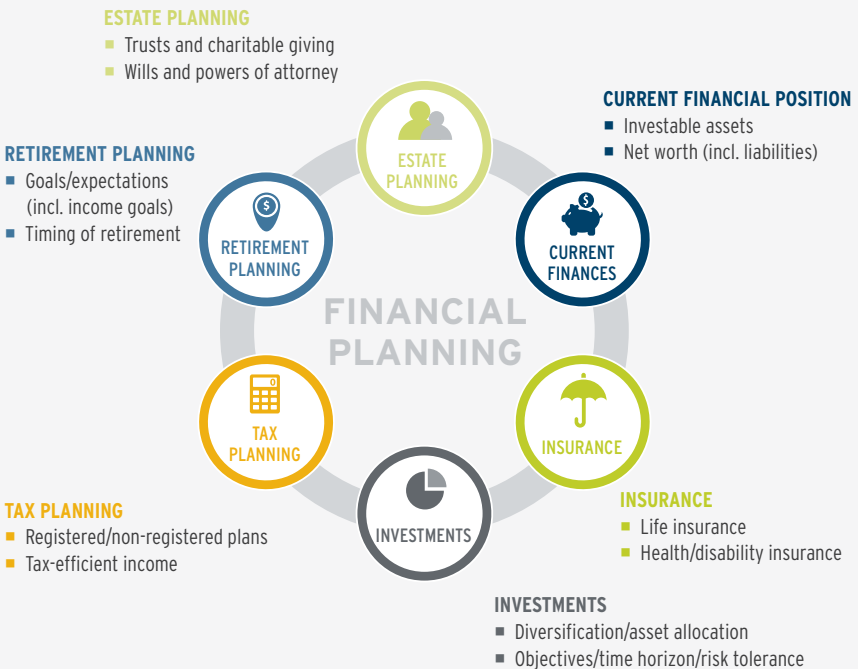 ESTATE PLANNING
Trusts and charitable giving
Wills and powers of attorney
CURRENT FINANCIAL POSITION
Investable assets
Net worth (incl. liabilities)
RETIREMENT PLANNING
Goals/expectations
(incl. income goals)
Timing of retirement
ESTATE
PLANNING
$
RETIREMENT
PLANNING
$
CURRENT
FINANCES
FINANCIAL
PLANNING
0
TAX
PLANNING
INSURANCE
INVESTMENTS
TAX PLANNING
Registered/non-registered plans
Tax-efficient income
INSURANCE
Life insurance
Health/disability insurance
INVESTMENTS
Diversification/asset allocation
Objectives/time horizon/risk tolerance